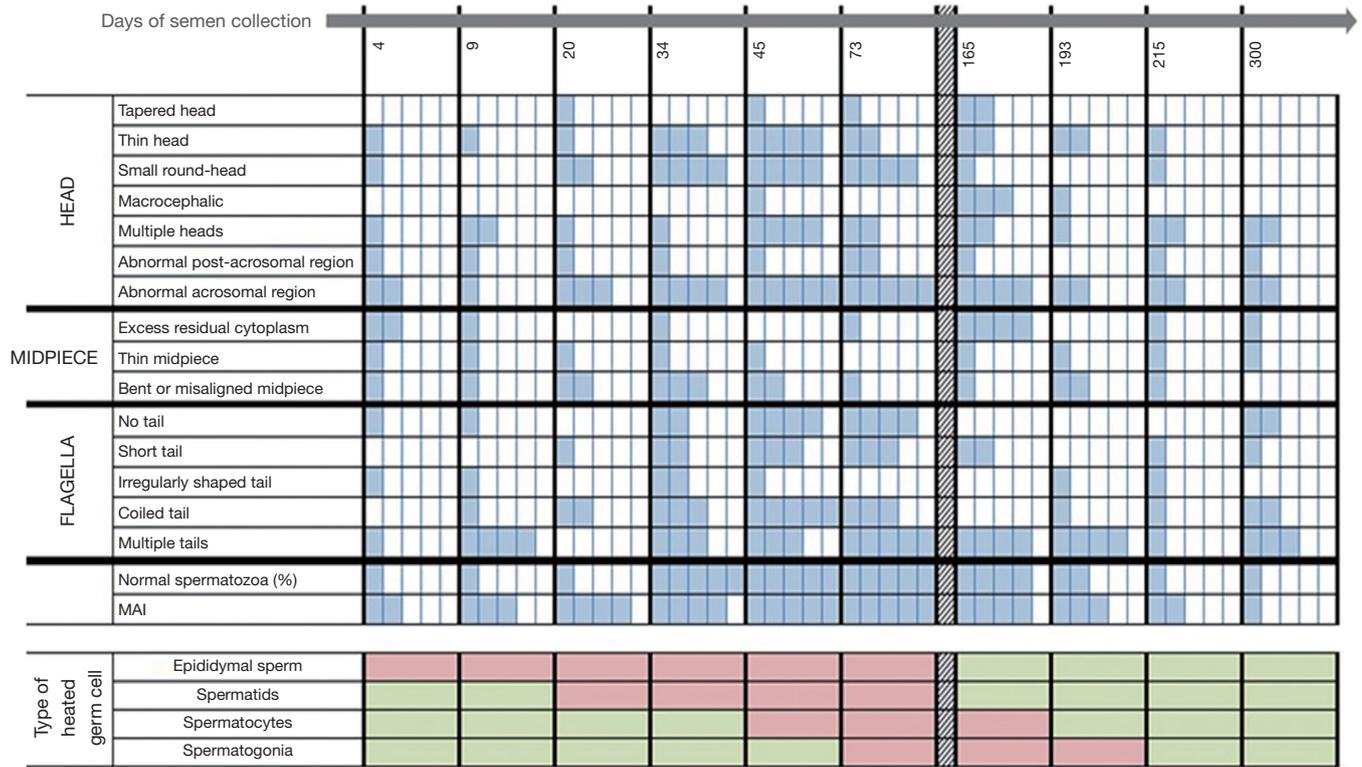 Days of semen collection
4 9 20 34 45 73 165 193 215 300
HEAD
Tapered head
Thin head
Small round-head
Macrocephalic
Multiple heads
Abnormal post-acrosomal region
Abnormal acrosomal region
MIDPIECE
Excess residual cytoplasm
Thin midpiece
Bent or misaligned midpiece
FLAGELLA
No tail
Short tail
Irregularly shaped tail
Coiled tail
Multiple tails
Normal spermatozoa (%)
MAI
Type of
heated
germ cell
Epididymal sperm
Spermatids
Spermatocytes
Spermatogonia